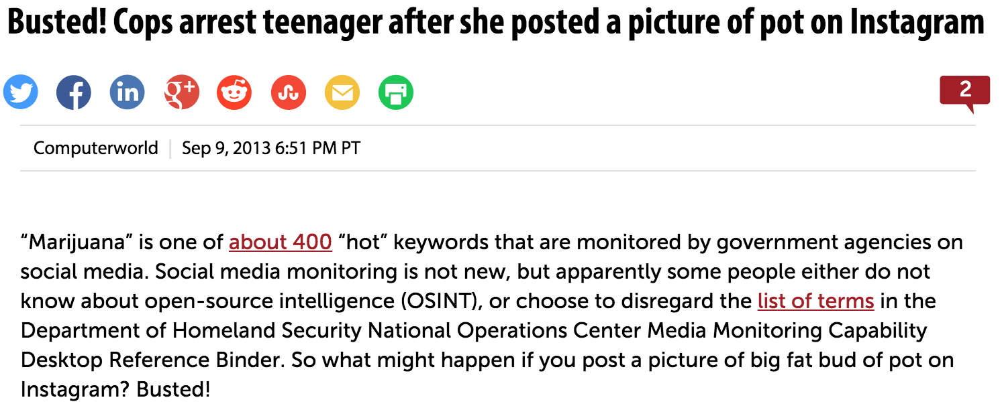 Busted! Cops arrest teenager after she posted a picture of pot on Instagram
in g+
2
Computerworld | Sep 9, 2013 6:51 PM PT
“Marijuana” is one of about 400 “hot” keywords that are monitored by government agencies on
social media. Social media monitoring is not new, but apparently some people either do not
know about open-source intelligence (OSINT), or choose to disregard the list of terms in the
Department of Homeland Security National Operations Center Media Monitoring Capability
Desktop Reference Binder. So what might happen if you post a picture of big fat bud of pot on
Instagram? Busted!